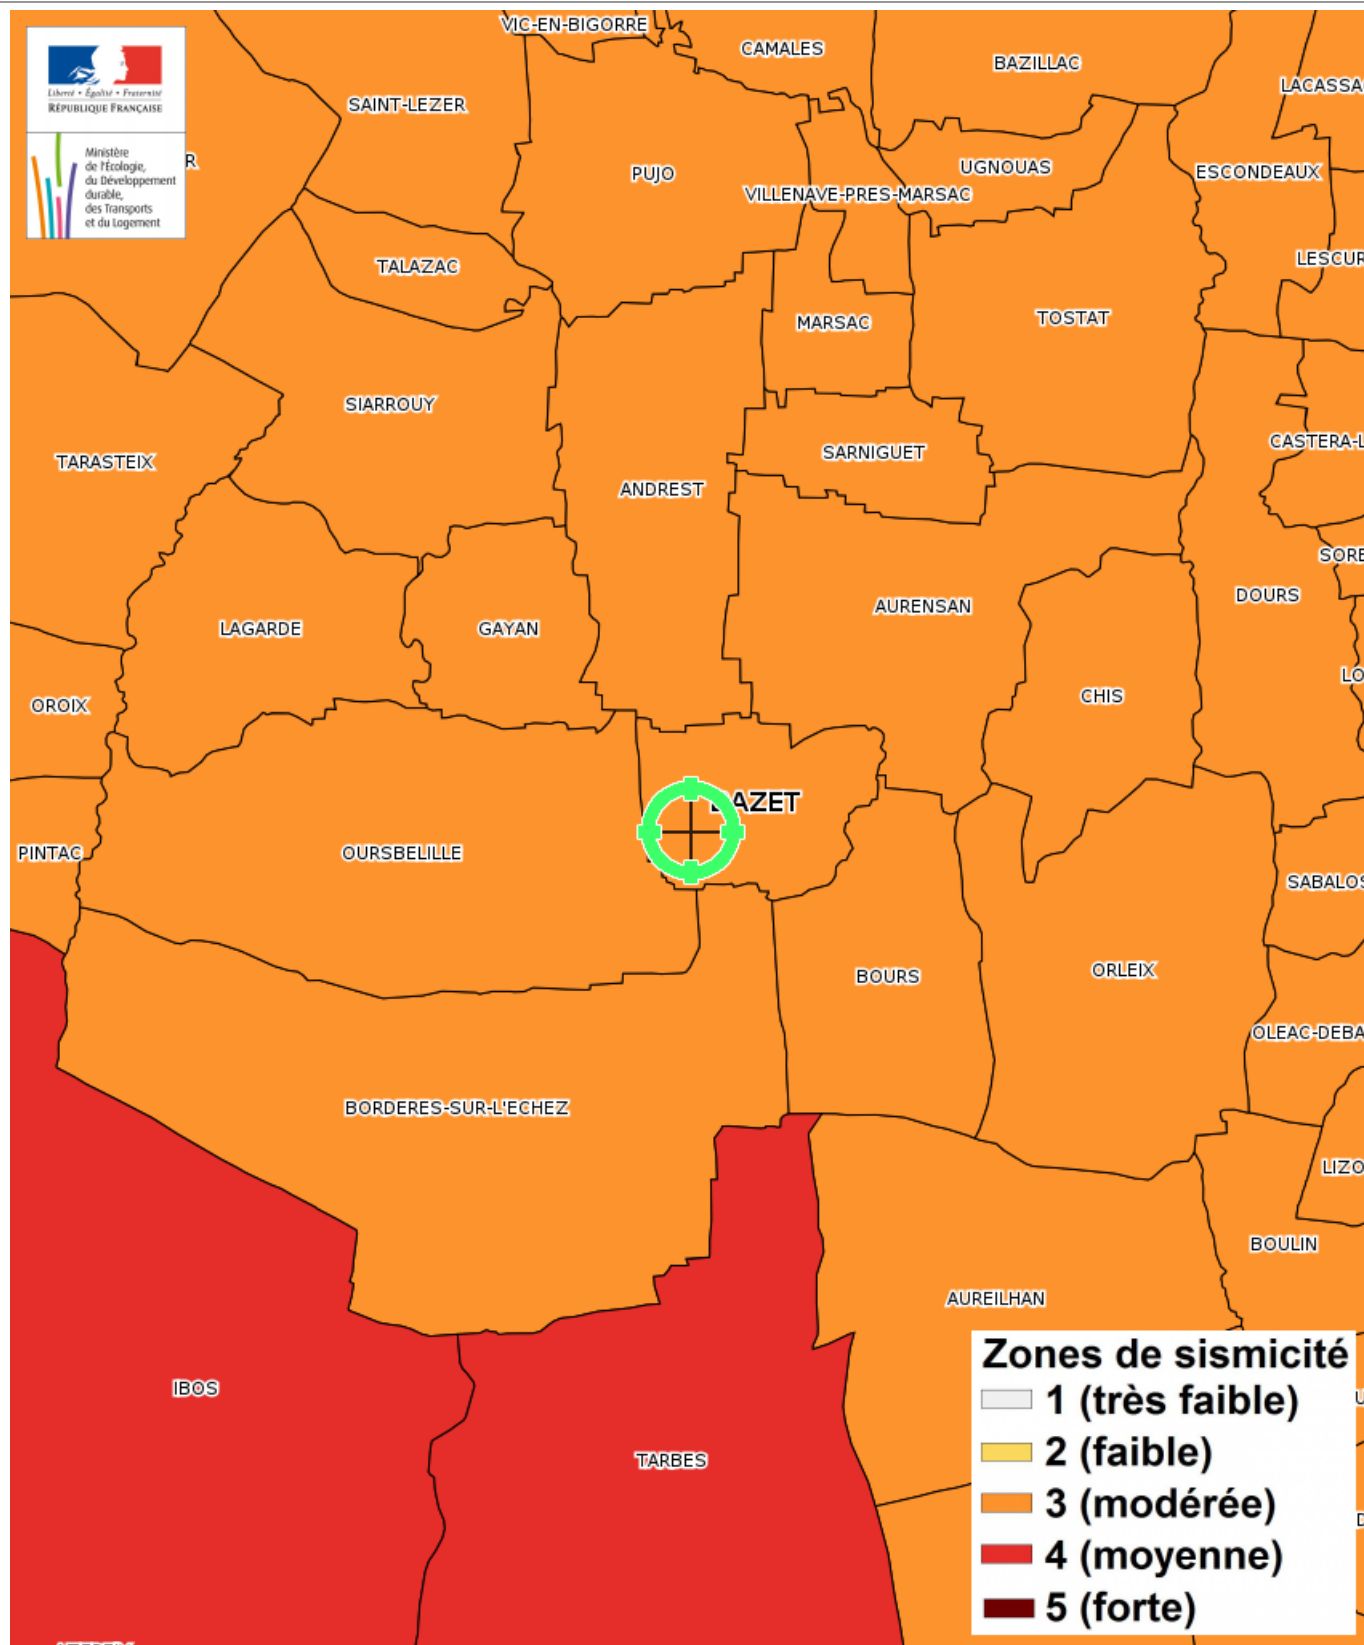 VIC-EN-BIGORRE
CAMALES
BAZILLAC
LACASSA
SAINT-LEZER
Liberté • Égalité • Fraternité
RÉPUBLIQUE FRANÇAISE
Ministère
de l'Écologie,
du Développement
durable,
des Transports
et du Logement
R
PUJO
UGNOUAS
ESCONDEAUX
VILLENAVE-PRES-MARSAC
TALAZAC
LESCUR
MARSAC
TOSTAT
SIARROUY
TARASTEIX
SARNIGUET
CASTERA-L
ANDREST
SORE
DOURS
AURENSAN
LAGARDE
GAYAN
LO
CHIS
OROIX
AZET
PINTAC
OURSBELILLE
SABALOS
BOURS
ORLEIX
OLEAC-DEBA
BORDERES-SUR-L'ECHEZ
LIZO
BOULIN
AUREILHAN
IBOS
TARBES
Zones de sismicité
1 (très faible)
2 (faible)
3 (modérée)
4 (moyenne)
5 (forte)